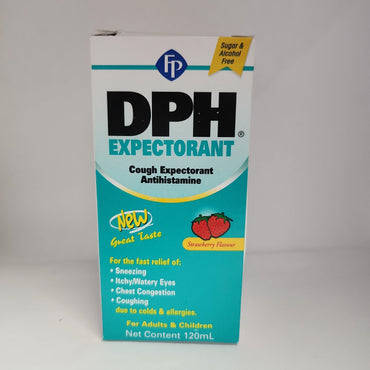 FP
Sugar &
Alcohol
Free
DPH®
EXPECTORANT
Cough Expectorant
Antihistamine
New
Great Taste
Strawberry Flavour
For the fast relief of:
• Sneezing
• Itchy/Watery Eyes
• Chest Congestion
• Coughing
due to colds & allergies.
For Adults & Children
Net Content 120mL